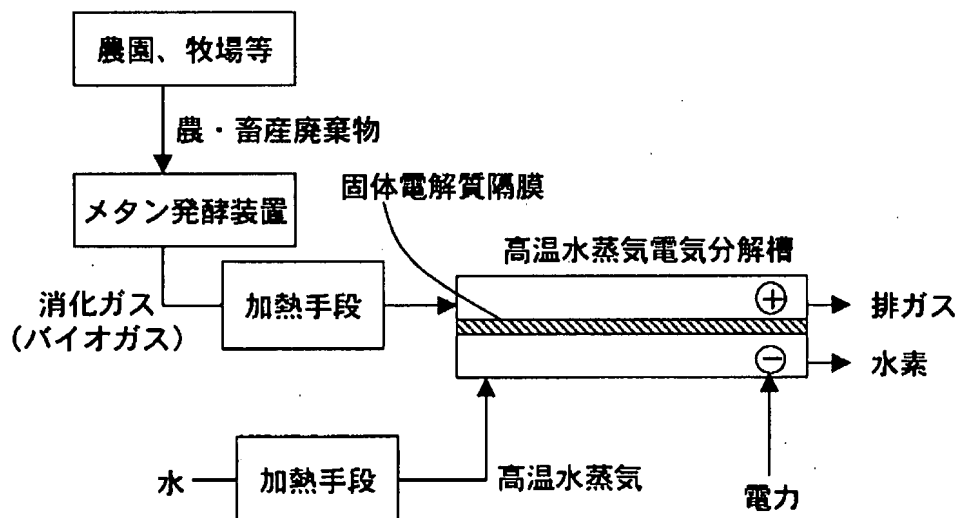 農園、牧場等
農・畜産廃棄物
固体電解質隔膜
メタン発酵装置
高温水蒸気電気分解槽
消化ガス
(バイオガス)
加熱手段
+
排ガス
−
水素
水
加熱手段
高温水蒸気
電力